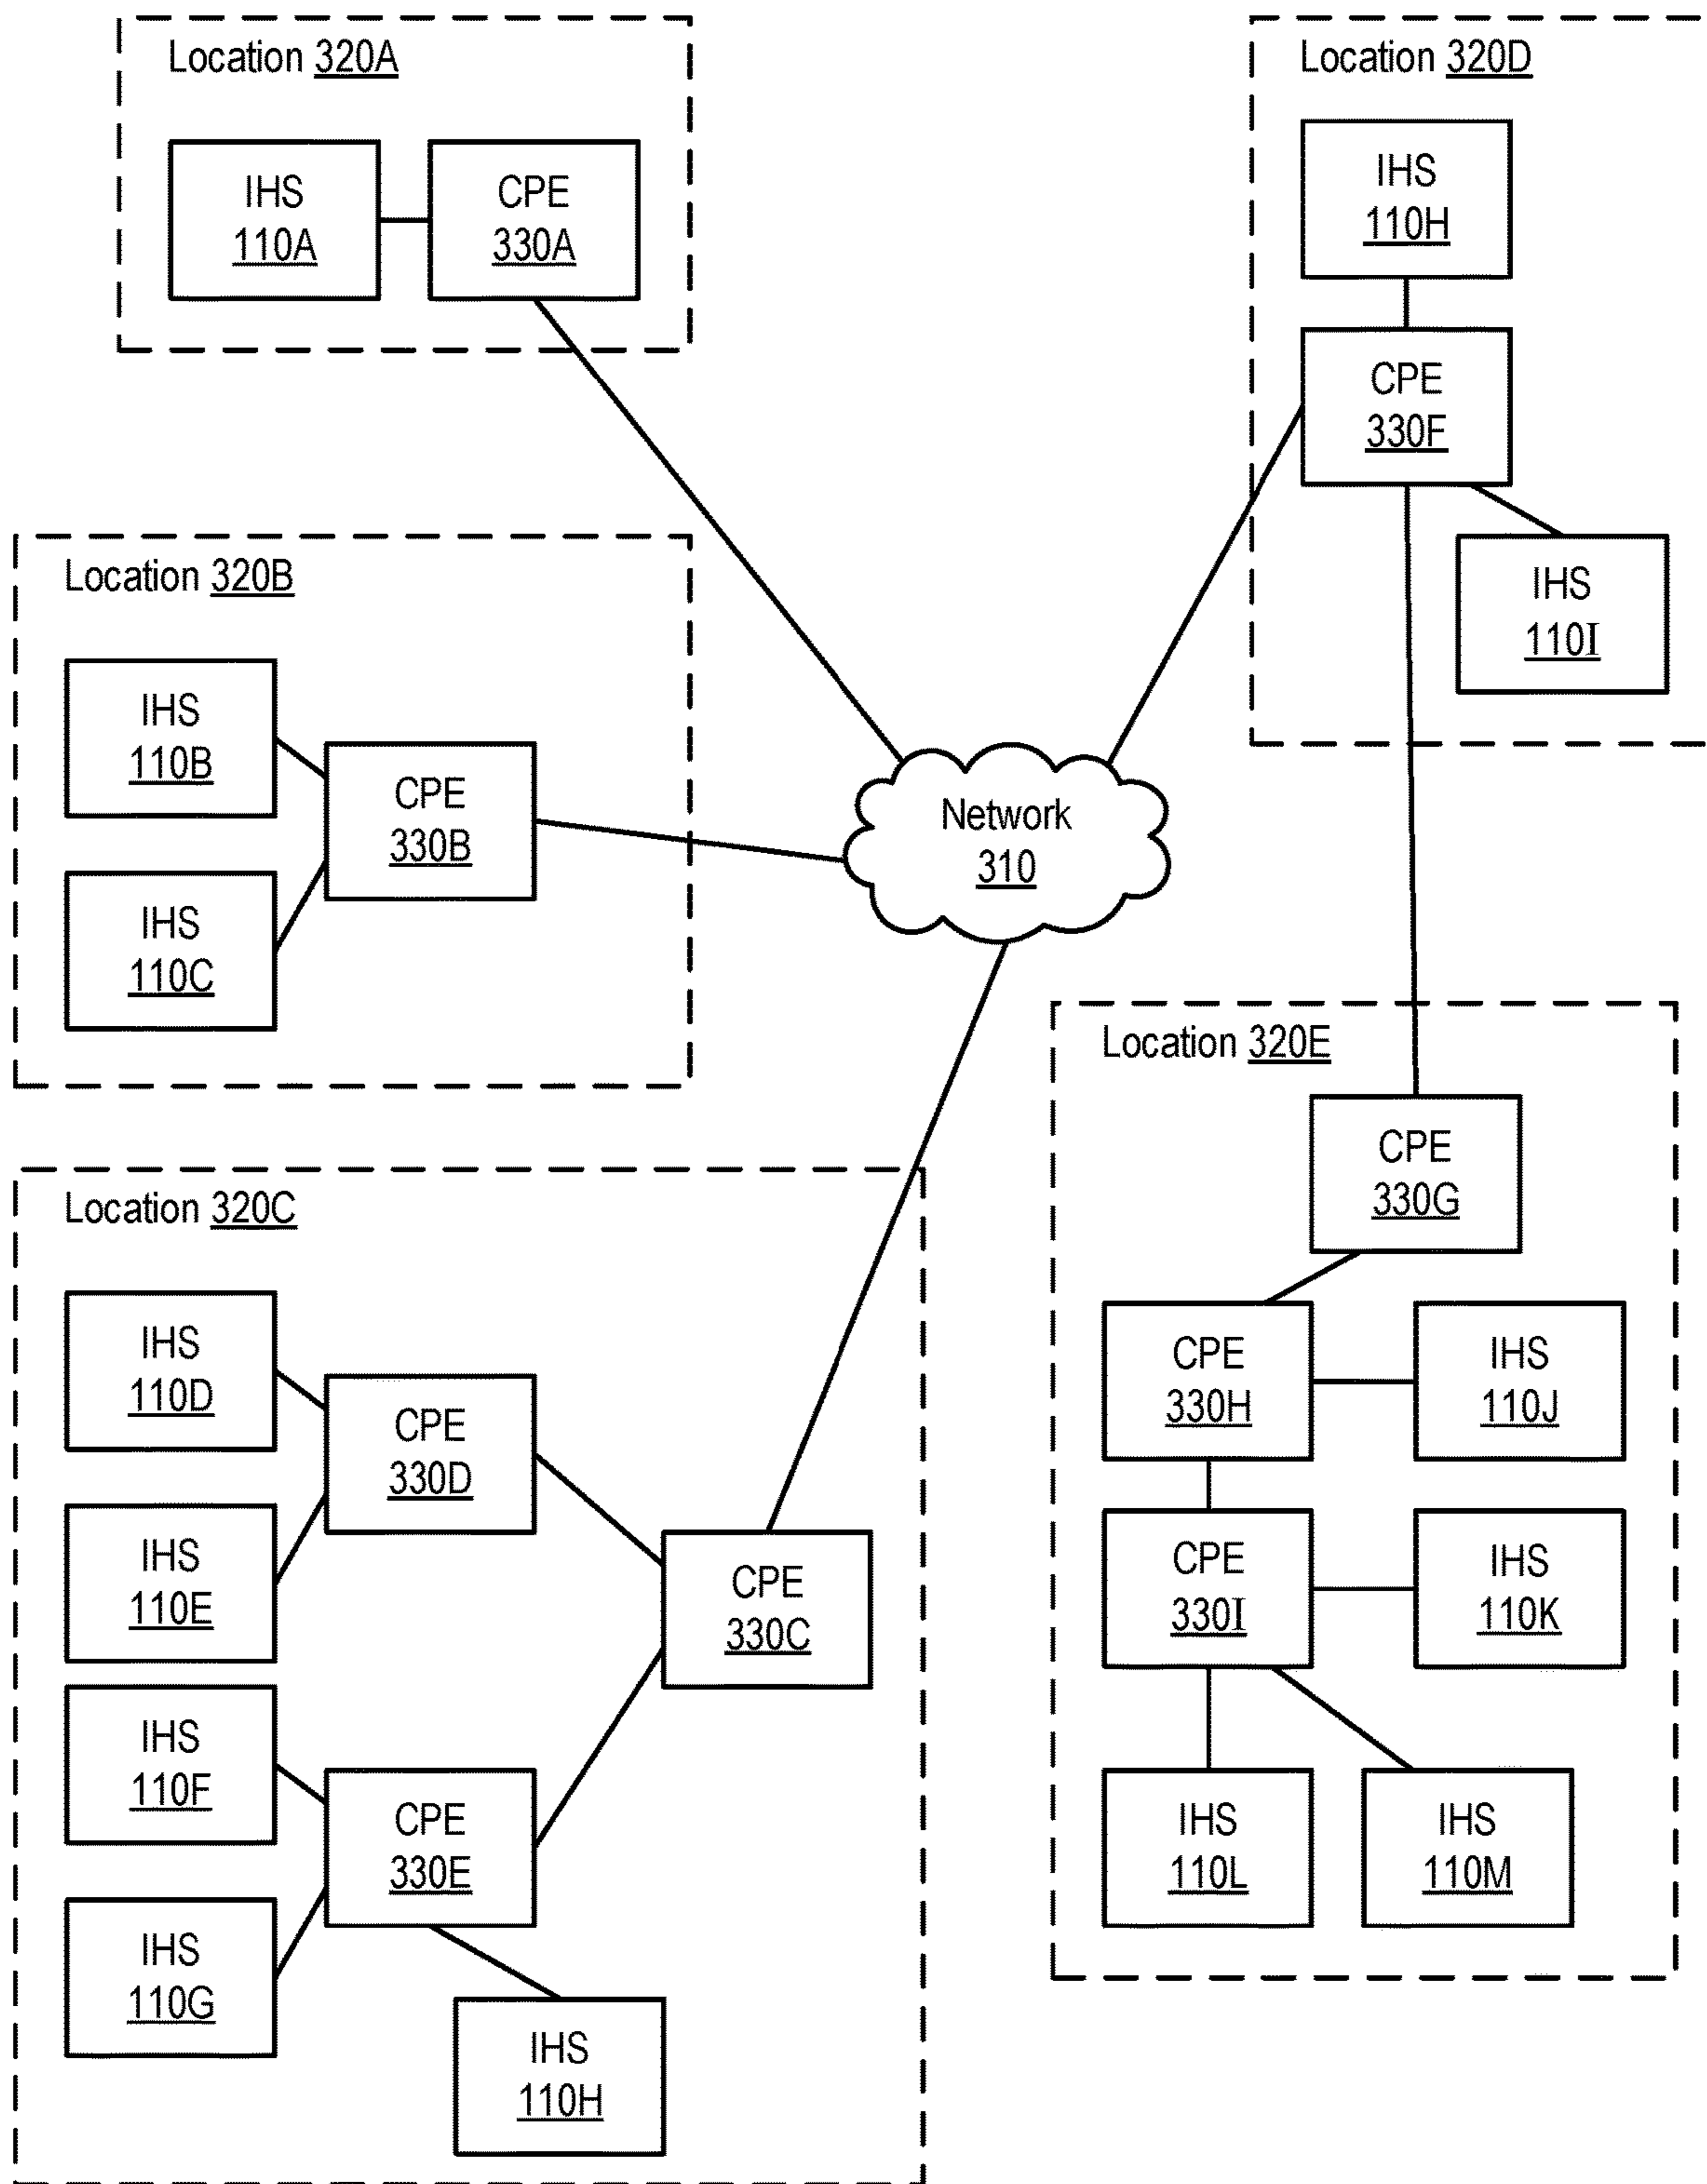 Location 320A
IHS
110A
CPE
330A
Location 320D
IHS
110H
CPE
330F
IHS
110I
Location 320B
IHS
110B
CPE
330B
IHS
110C
Network
310
Location 320E
CPE
330G
CPE
330H
IHS
110J
CPE
330I
IHS
110K
IHS
110L
IHS
110M
Location 320C
IHS
110D
CPE
330D
IHS
110E
CPE
330C
IHS
110F
CPE
330E
IHS
110G
IHS
110H